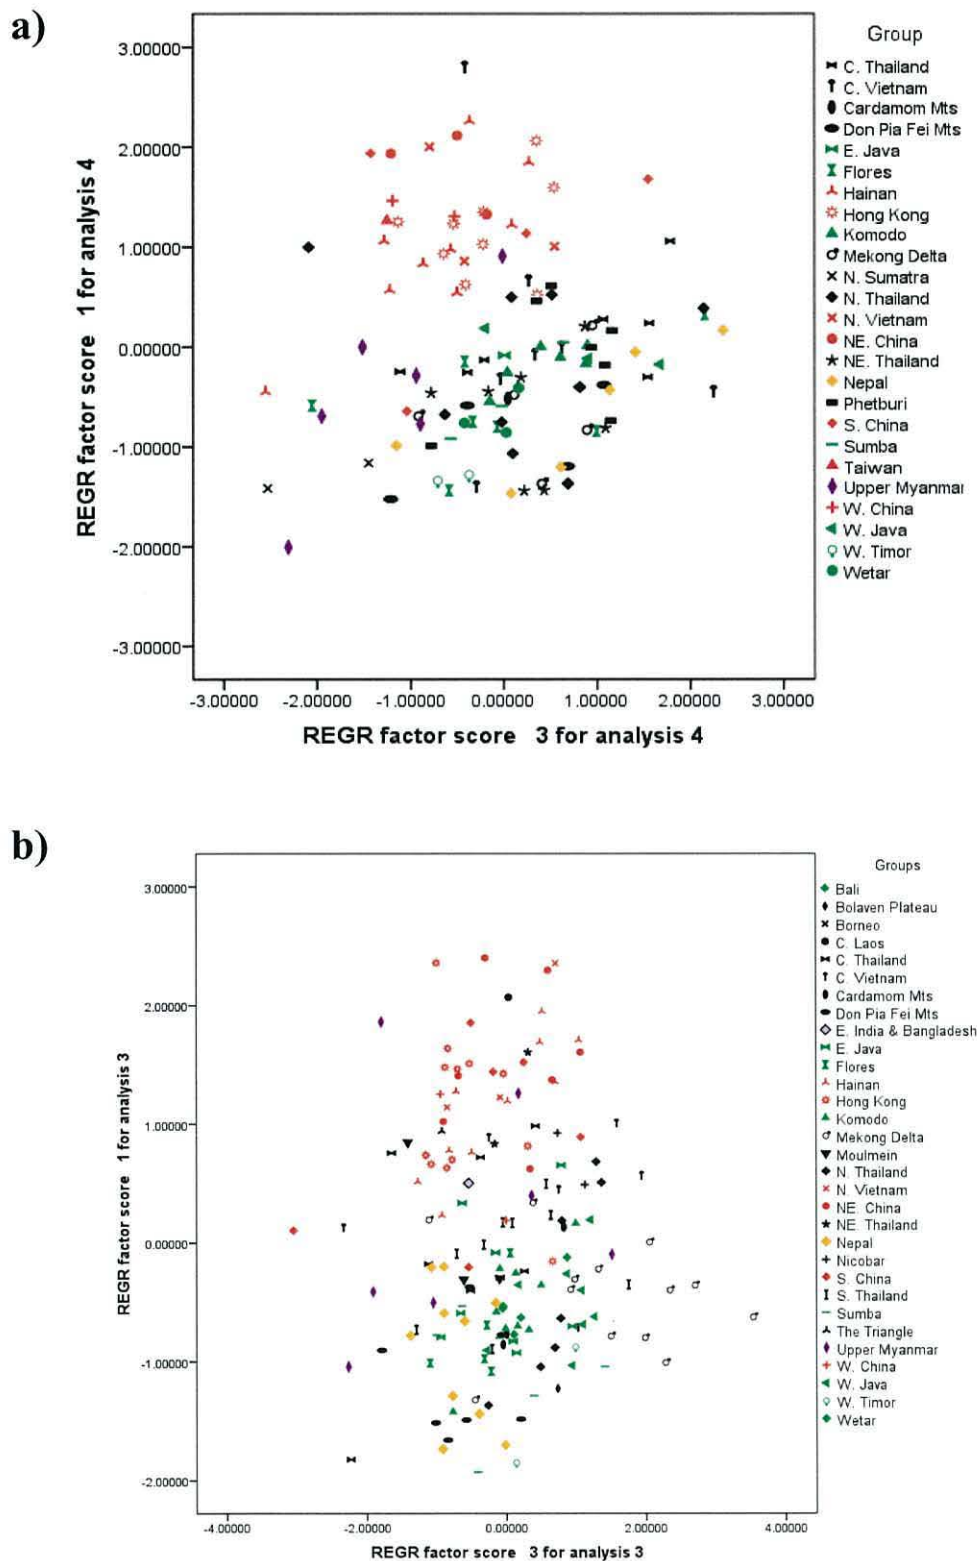 a)
Group
C. Thailand
C. Vietnam
Cardamom Mts
Don Pia Fei Mts
E. Java
Flores
Hainan
Hong Kong
Komodo
Mekong Delta
N. Sumatra
N. Thailand
N. Vietnam
NE. China
NE. Thailand
Nepal
Phetburi
S. China
Sumba
Taiwan
Upper Myanmar
W. China
W. Java
W. Timor
Wetar
REGR factor score 1 for analysis 4
3.00000
2.00000
1.00000
0.00000
-1.00000
-2.00000
-3.00000
-3.00000 -2.00000 -1.00000 0.00000 1.00000 2.00000 3.00000
REGR factor score 3 for analysis 4
b)
Groups
Bali
Bolaven Plateau
Borneo
C. Laos
C. Thailand
C. Vietnam
Cardamom Mts
Don Pia Fei Mts
E. India & Bangladesh
E. Java
Flores
Hainan
Hong Kong
Komodo
Mekong Delta
Moulmein
N. Thailand
N. Vietnam
NE. China
NE. Thailand
Nepal
Nicobar
S. China
S. Thailand
Sumba
The Triangle
Upper Myanmar
W. China
W. Java
W. Timor
Wetar
REGR factor score 1 for analysis 3
3.00000
2.00000
1.00000
0.00000
-1.00000
-2.00000
-4.00000 -2.00000 0.00000 2.00000 4.00000
REGR factor score 3 for analysis 3